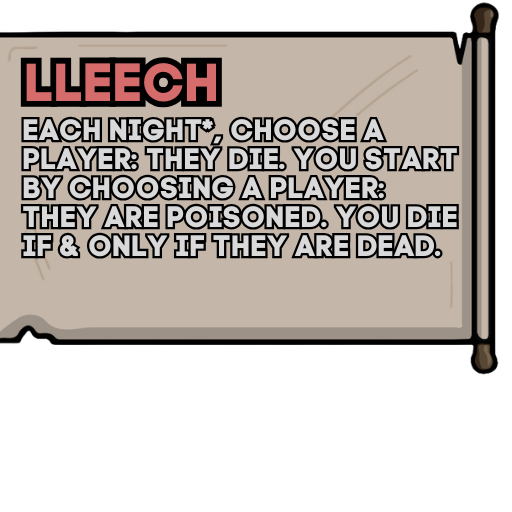 LLEECH
EACH NIGHT*, CHOOSE A
PLAYER: THEY DIE. YOU START
BY CHOOSING A PLAYER:
THEY ARE POISONED. YOU DIE
IF & ONLY IF THEY ARE DEAD.